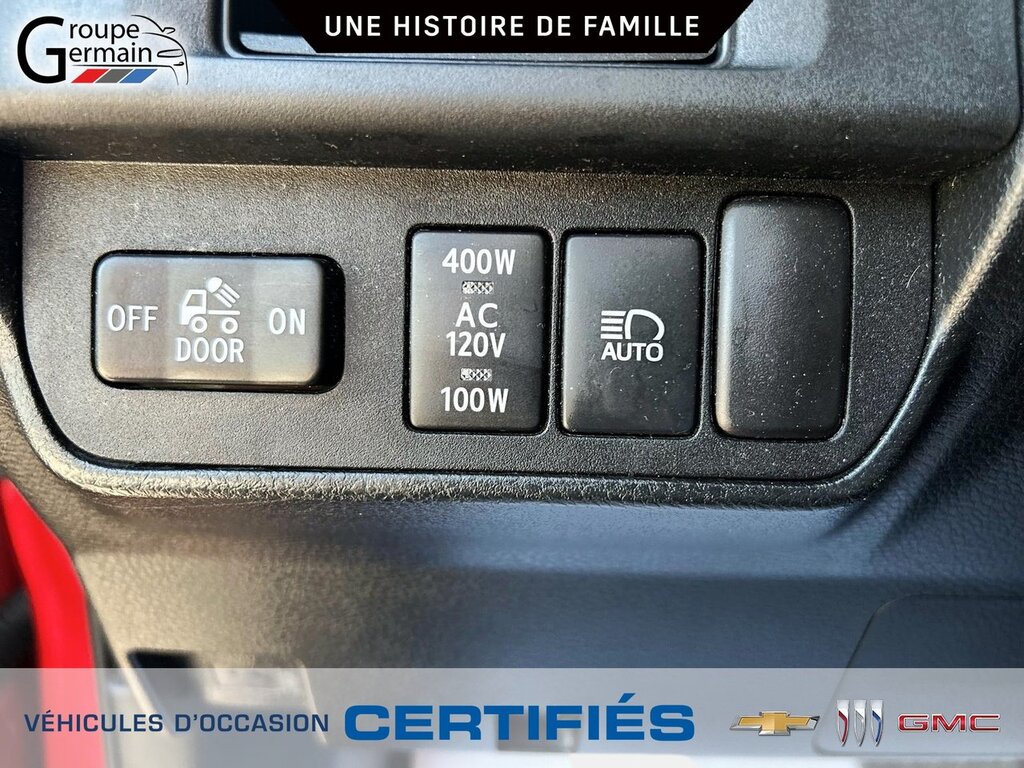 Groupe
Germain
UNE HISTOIRE DE FAMILLE
OFF
DOOR
ON
400W
AC
120V
100W
AUTO
VÉHICULES D'OCCASION CERTIFIÉS
GMC